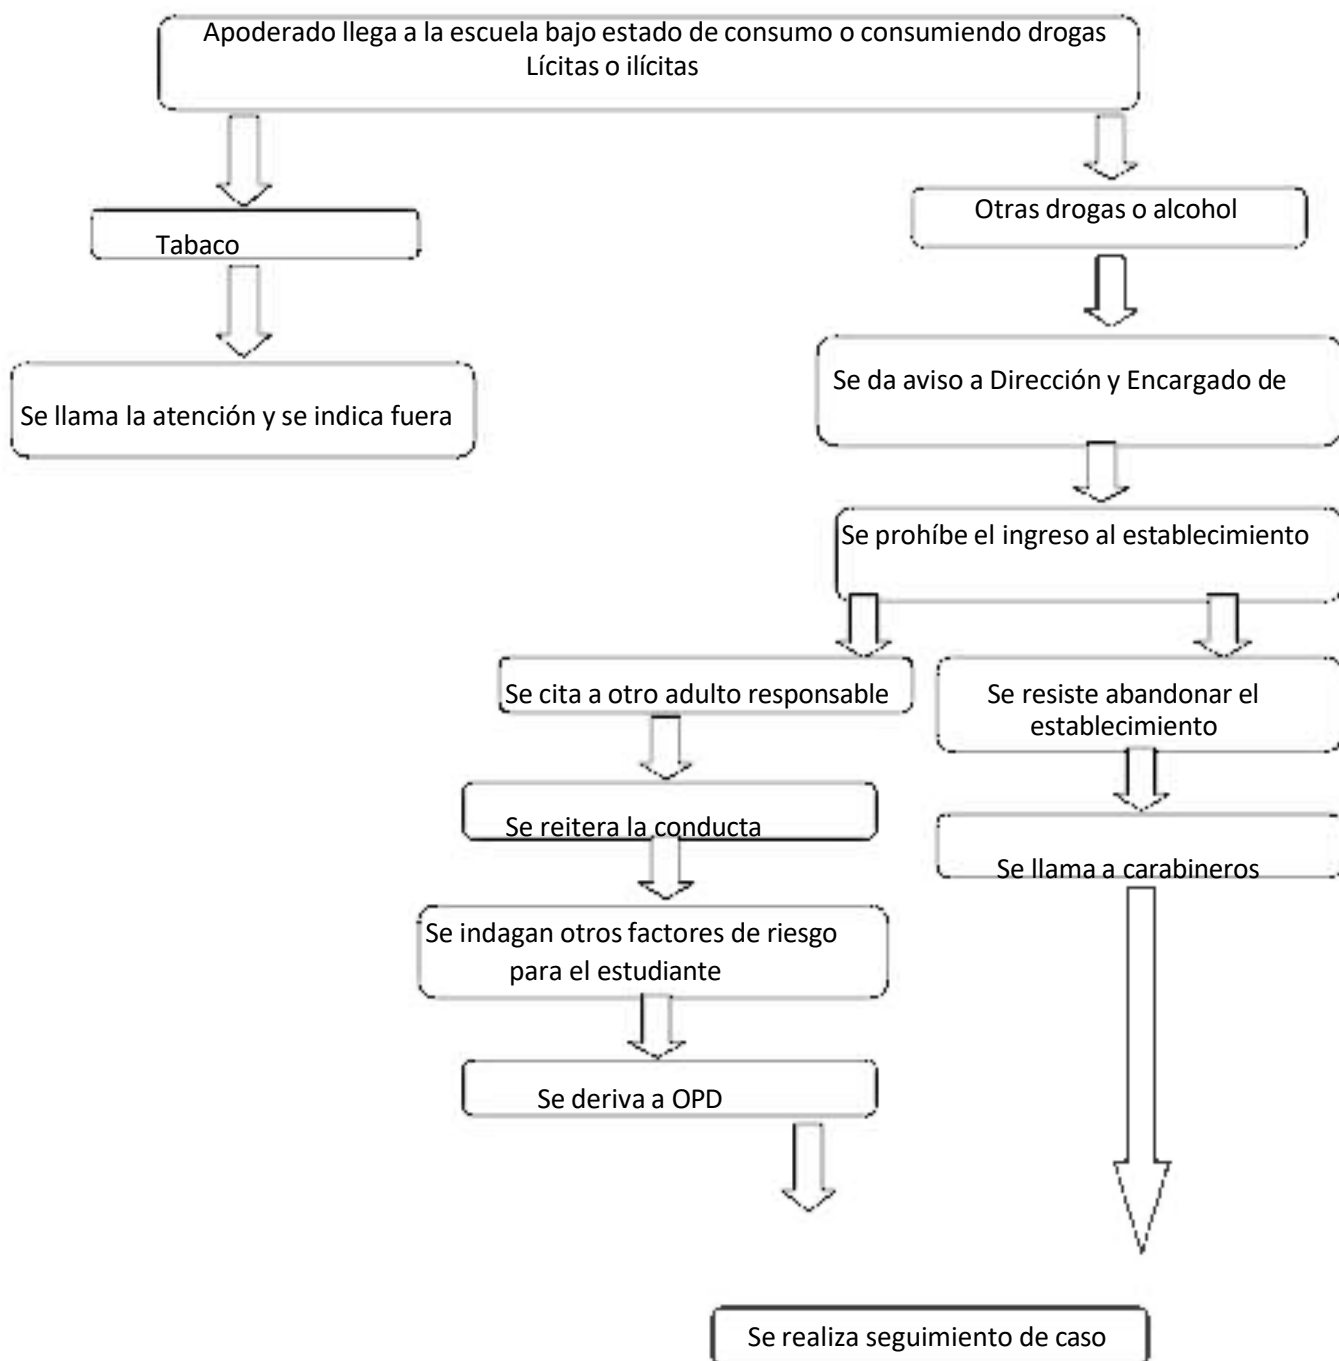 Apoderado llega a la escuela bajo estado de consumo o consumiendo drogas
Lícitas o ilícitas
Tabaco
Otras drogas o alcohol
Se llama la atención y se indica fuera
Se da aviso a Dirección y Encargado de
Se prohíbe el ingreso al establecimiento
Se cita a otro adulto responsable
Se resiste abandonar el
establecimiento
Se reitera la conducta
Se llama a carabineros
Se indagan otros factores de riesgo
para el estudiante
Se deriva a OPD
Se realiza seguimiento de caso